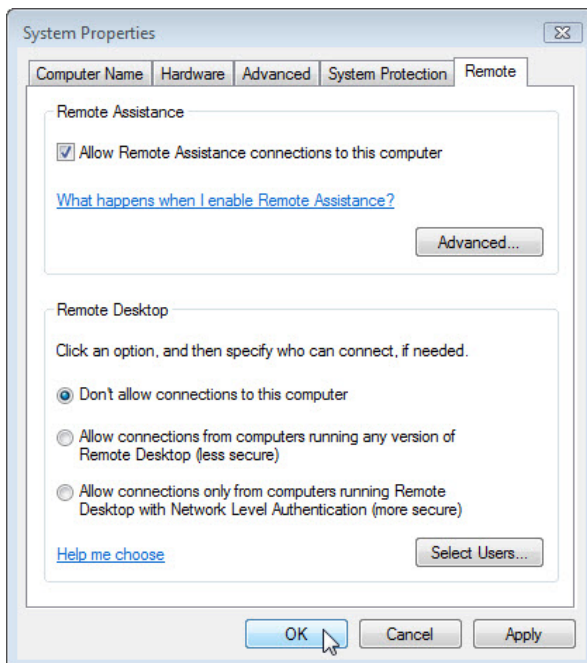 System Properties
Computer Name Hardware Advanced System Protection Remote
Remote Assistance
Allow Remote Assistance connections to this computer
What happens when I enable Remote Assistance?
Advanced...
Remote Desktop
Click an option, and then specify who can connect, if needed.
Don't allow connections to this computer
Allow connections from computers running any version of
Remote Desktop (less secure)
Allow connections only from computers running Remote
Desktop with Network Level Authentication (more secure)
Help me choose
Select Users...
OK Cancel Apply